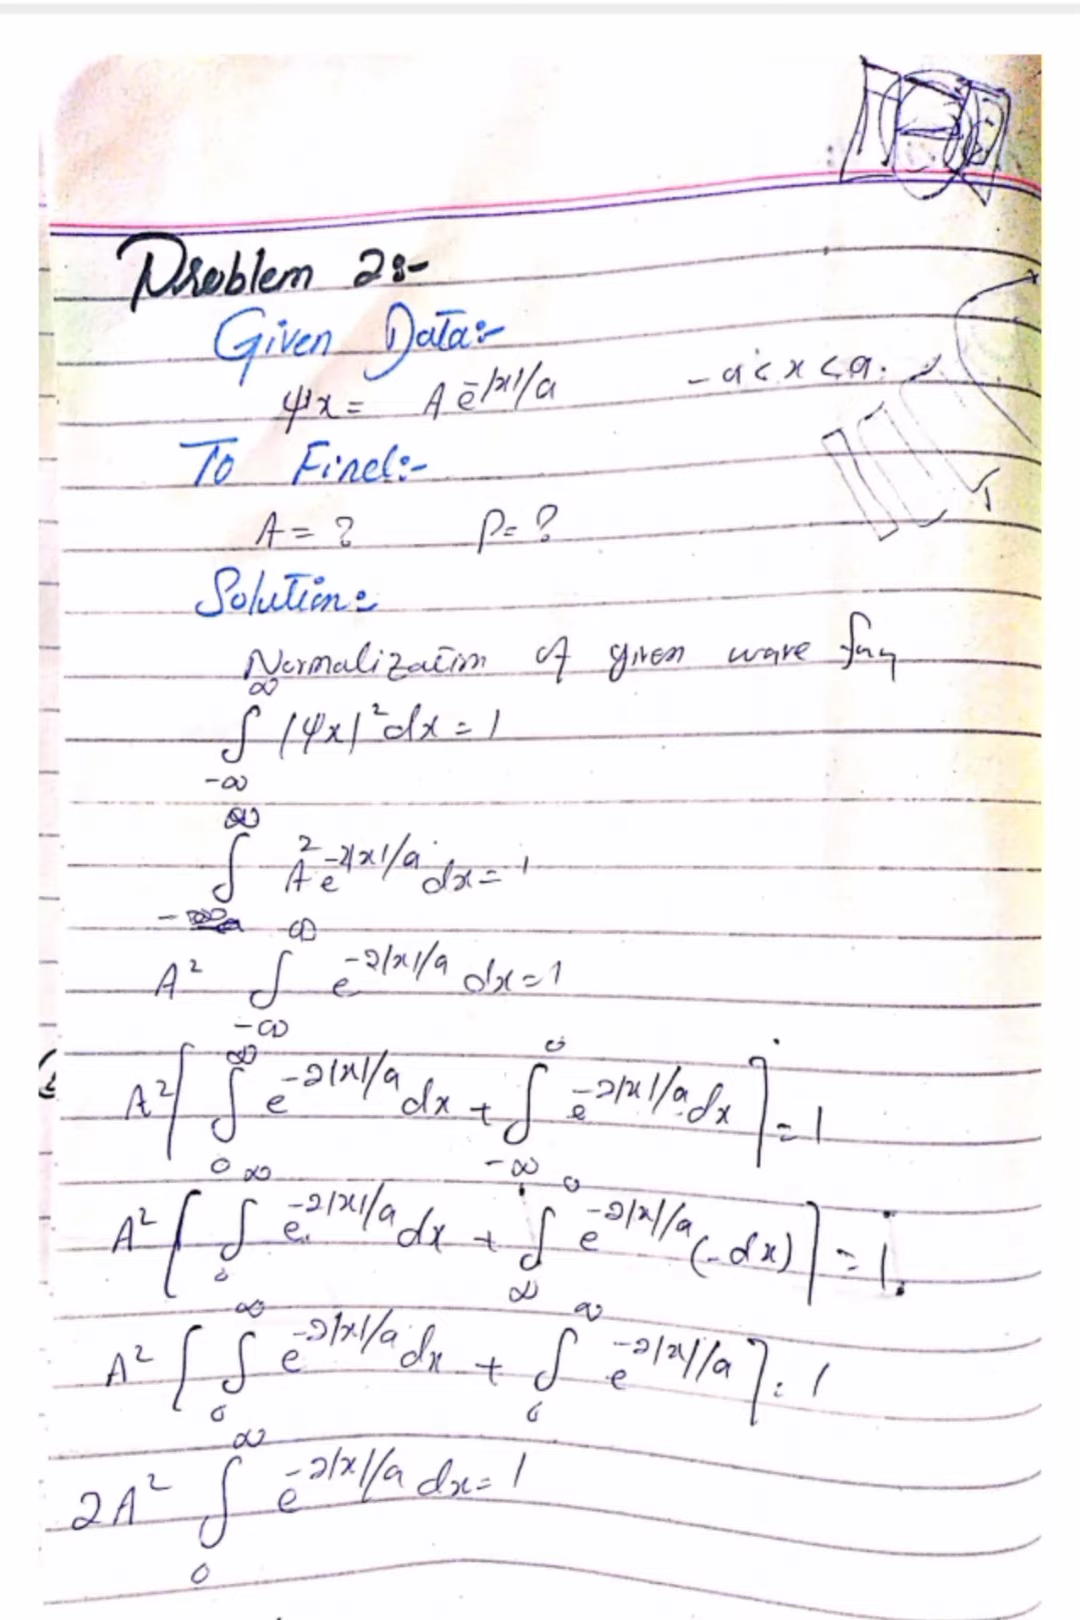 Problem 2:-
Given Data:-
ψx = A e^-|x|/a   -a<x<a.
To Find:-
A = ?   P = ?
Solution:
Normalization of given wave
∫_{-∞}^{∞} |ψx|² dx = 1
∫_{-∞}^{∞} A² e^{-2|x|/a} dx = 1
A² ∫_{-∞}^{∞} e^{-2|x|/a} dx = 1
A² [ ∫_{0}^{∞} e^{-2|x|/a} dx + ∫_{-∞}^{0} e^{-2|x|/a} dx ] = 1
A² [ ∫_{0}^{∞} e^{-2|x|/a} dx + ∫_{∞}^{0} e^{-2|x|/a} (-dx) ] = 1
A² [ ∫_{0}^{∞} e^{-2|x|/a} dx + ∫_{0}^{∞} e^{-2|x|/a} ] = 1
2A² ∫_{0}^{∞} e^{-2|x|/a} dx = 1